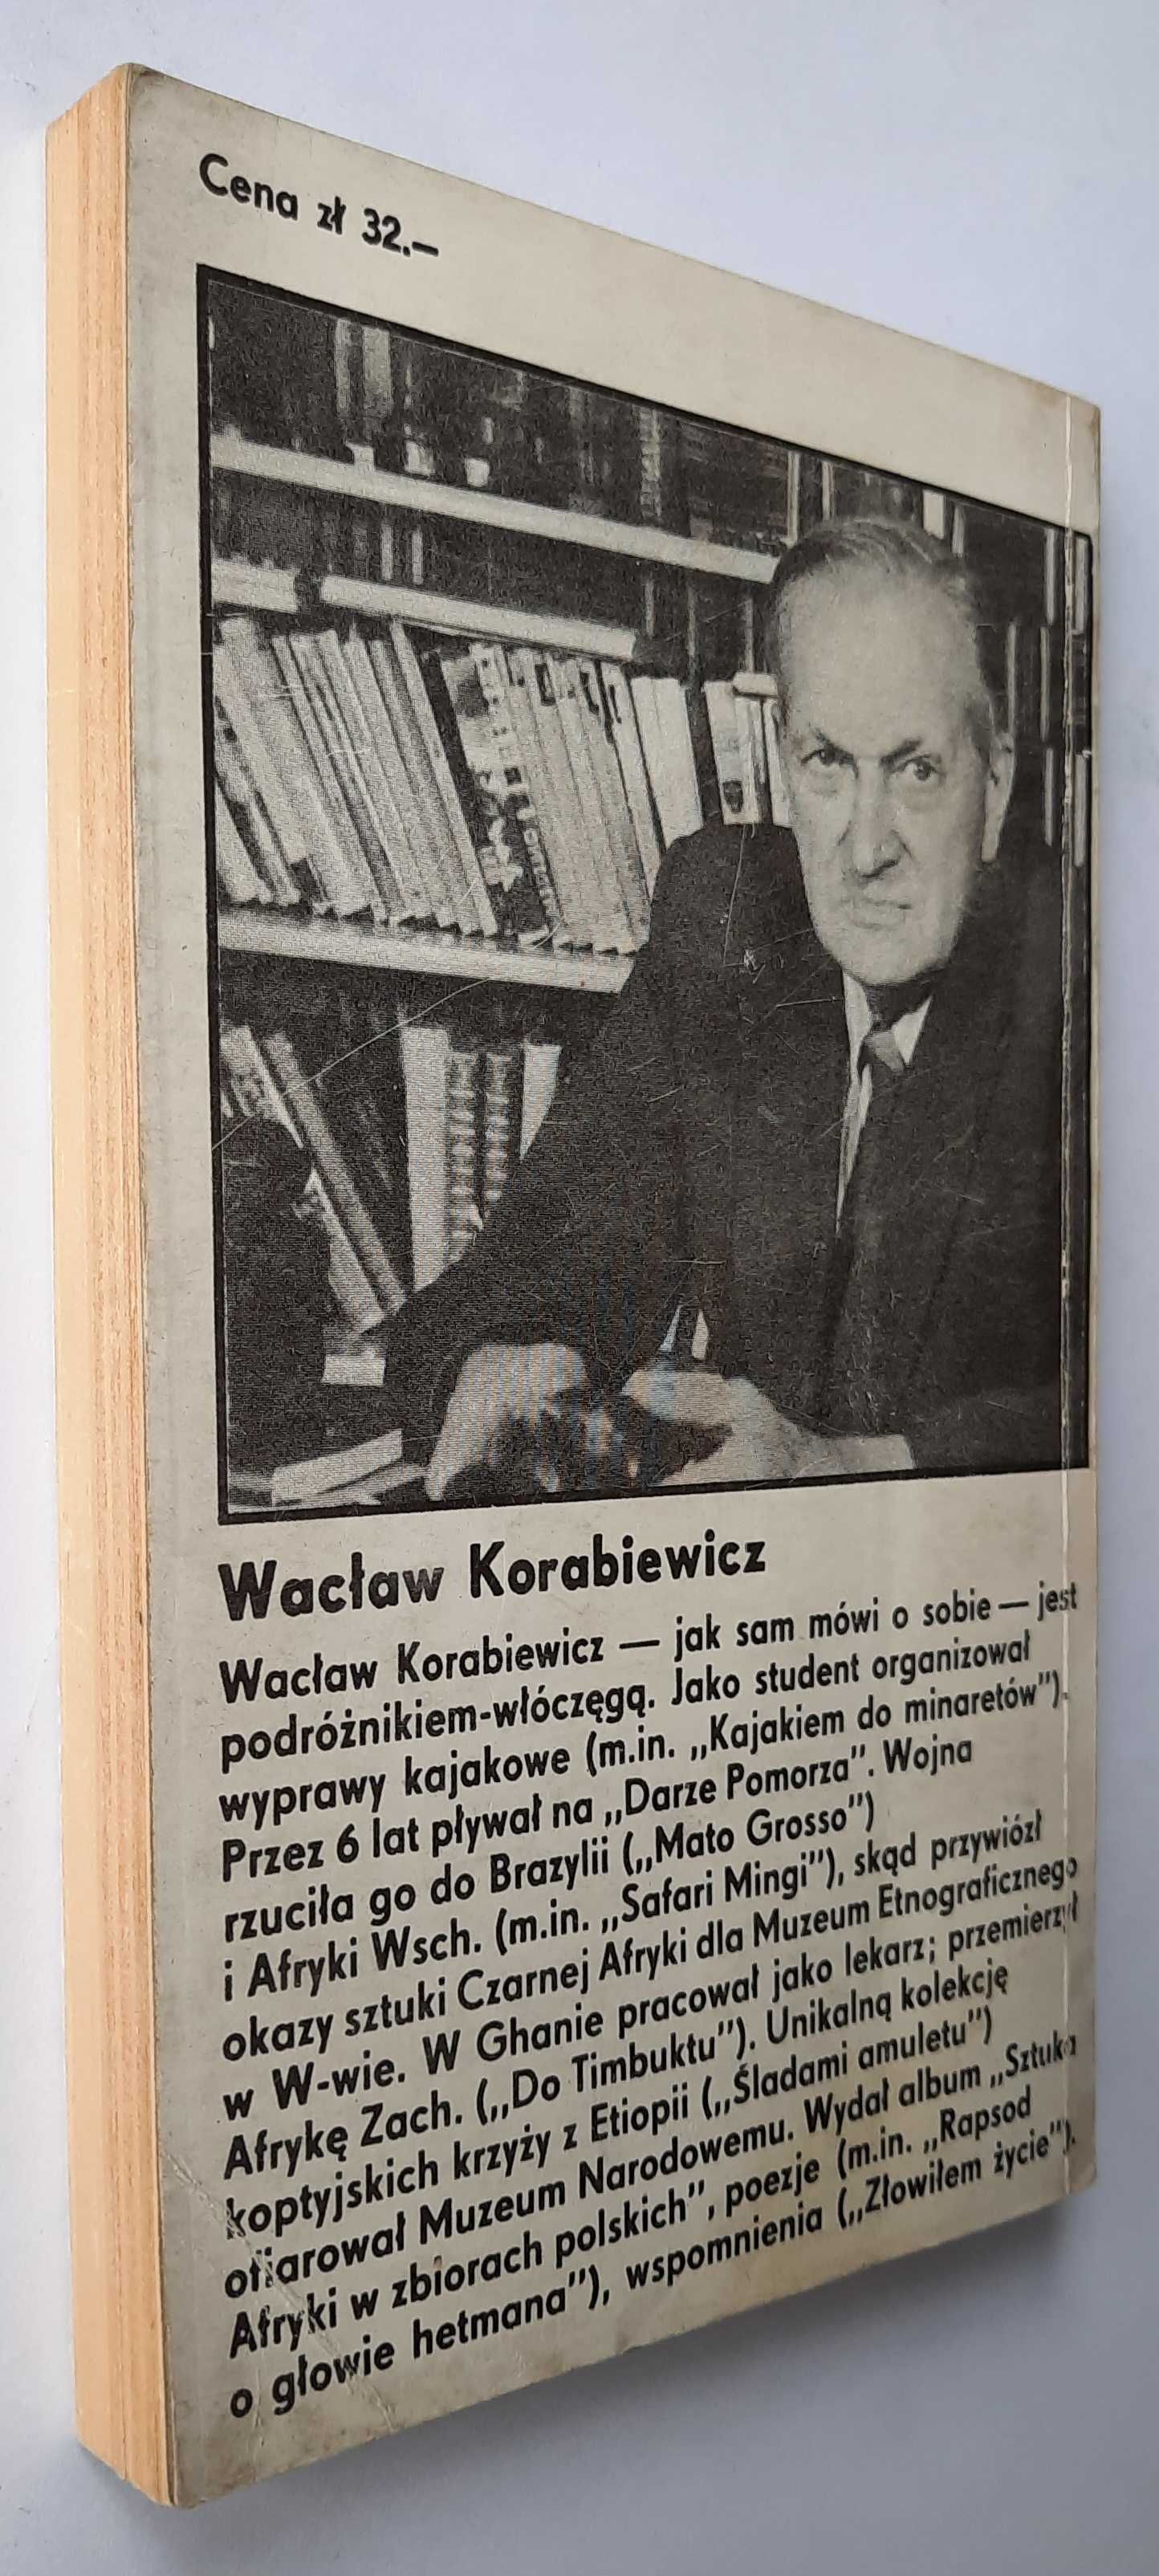 Cena zł 32.—
Wacław Korabiewicz
Wacław Korabiewicz — jak sam mówi o sobie — jest
podróżnikiem-włóczęgą. Jako student organizował
wyprawy kajakowe (m.in. „Kajakiem do minaretów”).
Przez 6 lat pływał na „Darze Pomorza”. Wojna
rzuciła go do Brazylii („Mato Grosso”)
i Afryki Wsch. (m.in. „Safari Mingi”), skąd przywiózł
okazy sztuki Czarnej Afryki dla Muzeum Etnograficznego
w W-wie. W Ghanie pracował jako lekarz; przemierzył
Afrykę Zach. („Do Timbuktu”). Unikalną kolekcję
koptyjskich krzyży z Etiopii („Śladami amuletu”)
ofiarował Muzeum Narodowemu. Wydał album „Sztuka
Afryki w zbiorach polskich”, poezje (m.in. „Rapsod
o głowie hetmana”), wspomnienia („Złowiłem życie”).